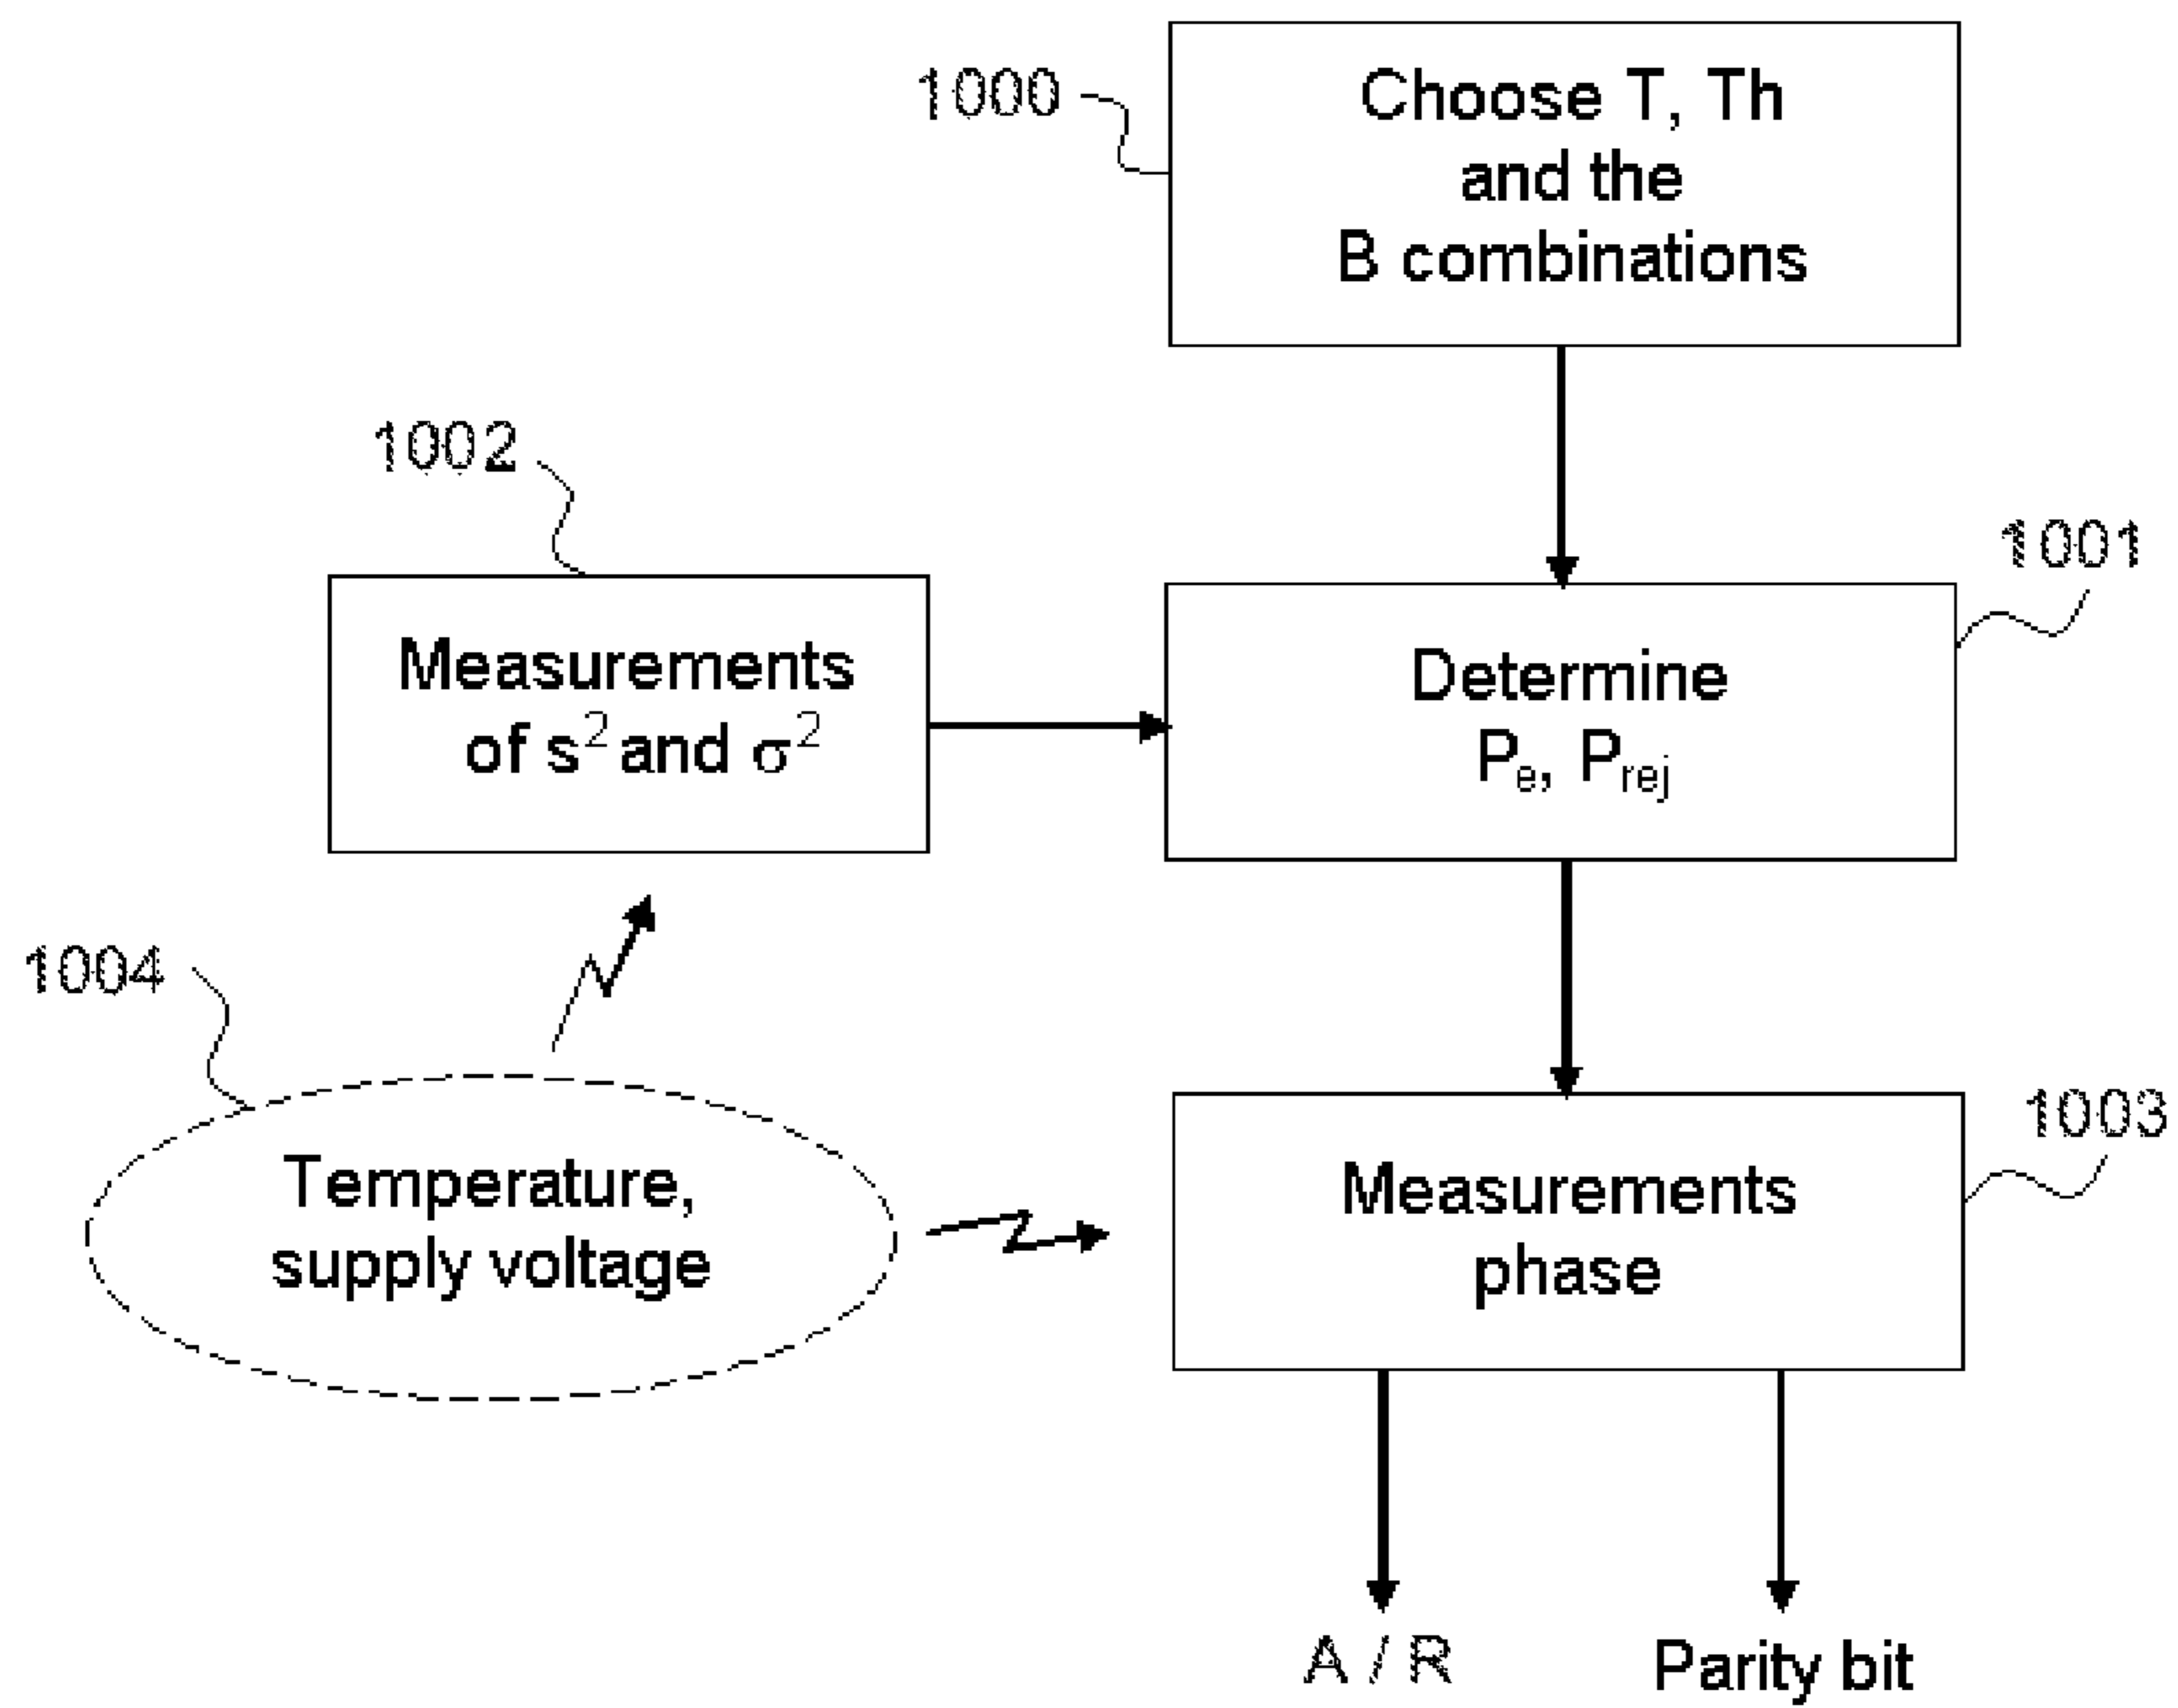 1000
Choose T, Th
and the
B combinations
1002
1001
Measurements
of s² and σ²
Determine
Pₑ, Pᵣₑⱼ
1004
1003
Temperature,
supply voltage
Measurements
phase
A / R
Parity bit